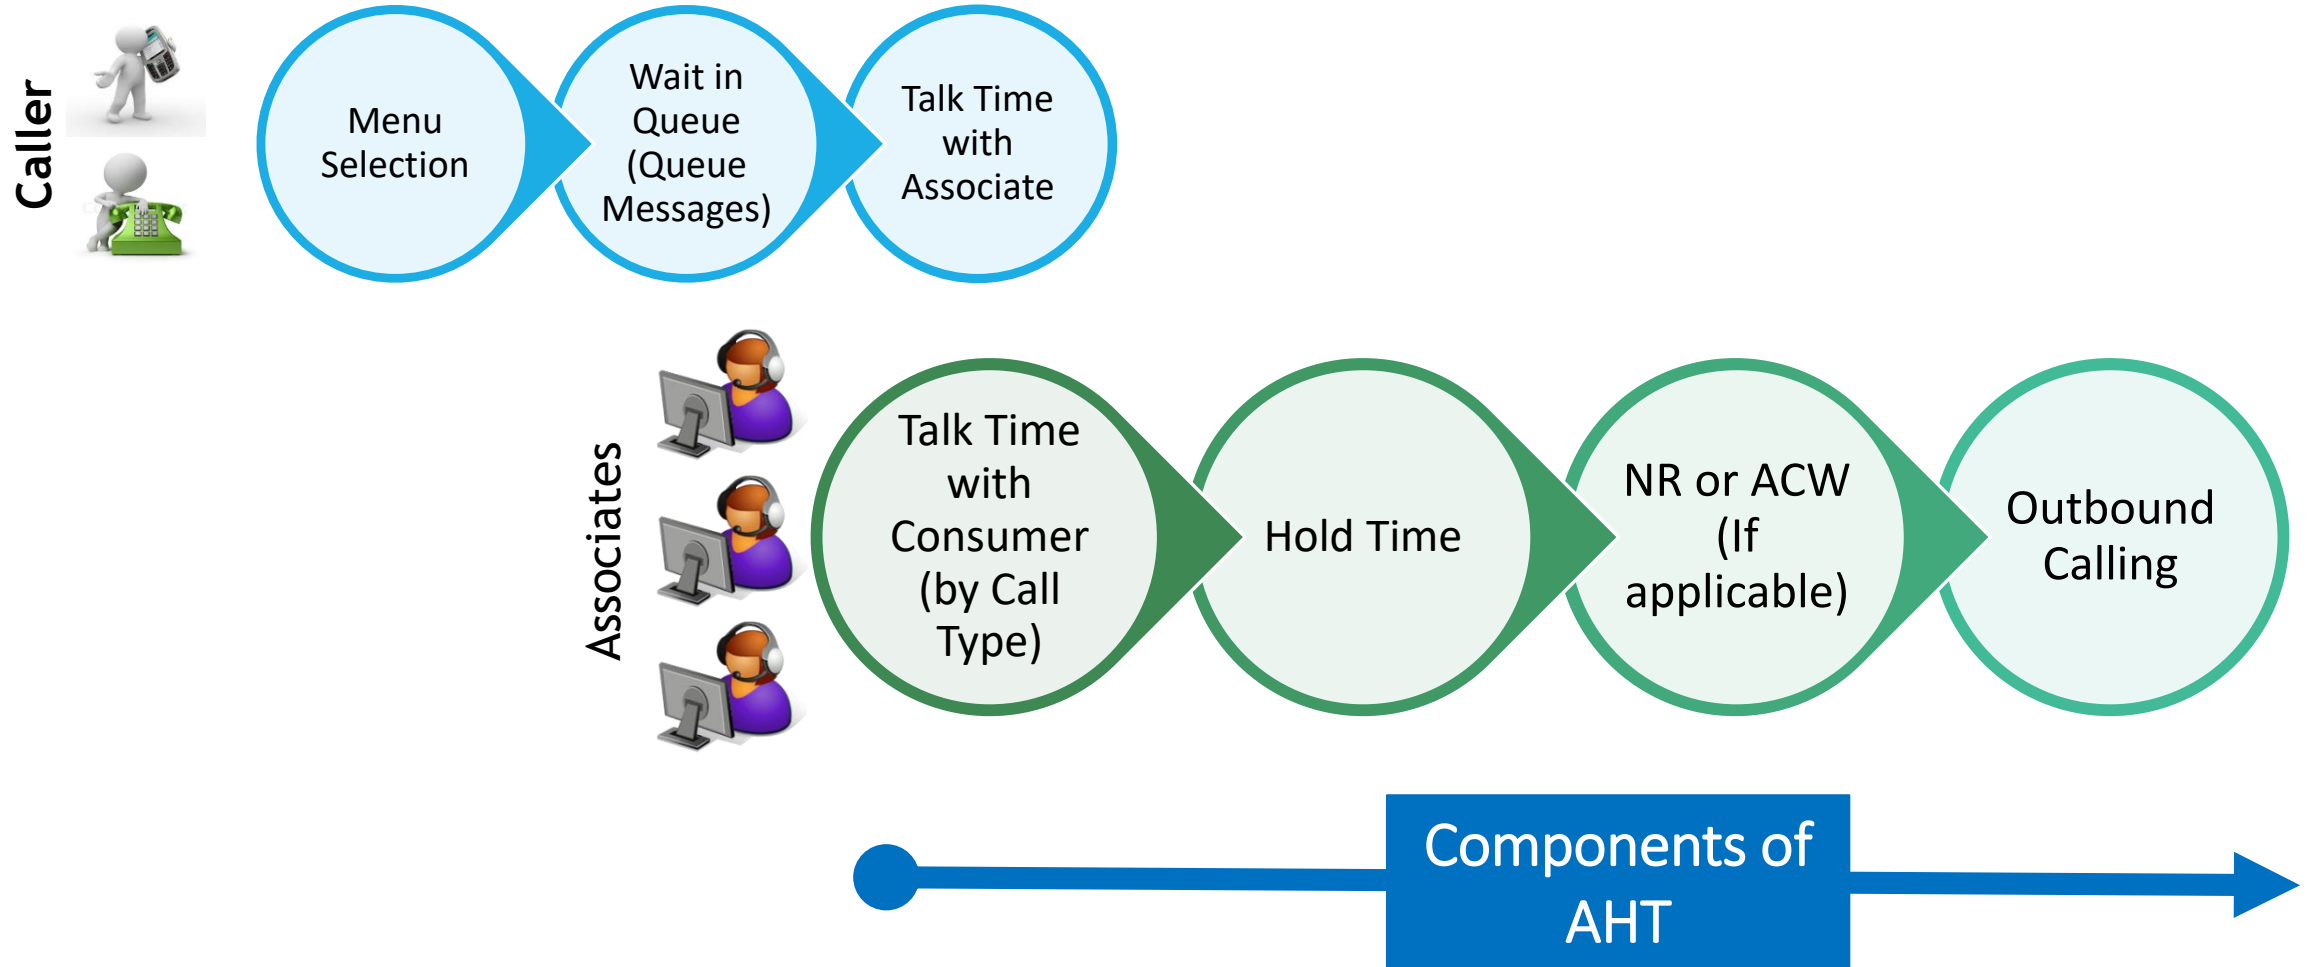 Caller
Menu
Selection
Wait in
Queue
(Queue
Messages)
Talk Time
with
Associate
Associates
Talk Time
with
Consumer
(by Call
Type)
Hold Time
NR or ACW
(If
applicable)
Outbound
Calling
Components of
AHT